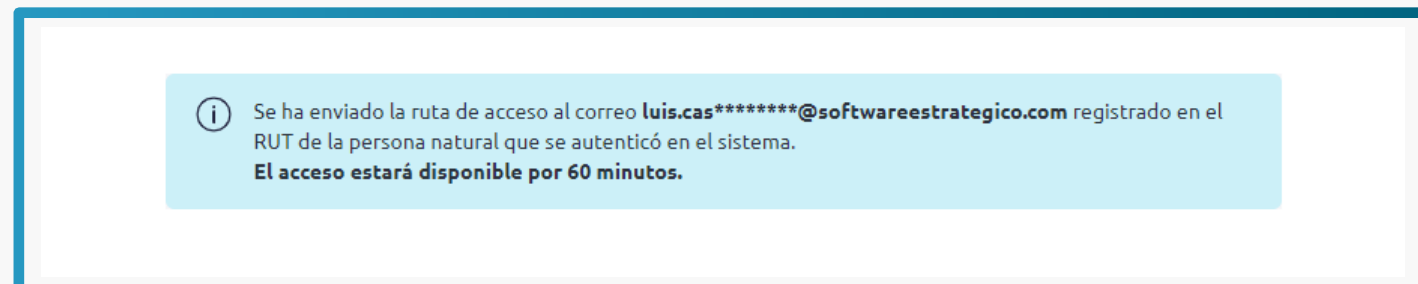 Se ha enviado la ruta de acceso al correo luis.cas********@softwareestrategico.com registrado en el
RUT de la persona natural que se autenticó en el sistema.
El acceso estará disponible por 60 minutos.